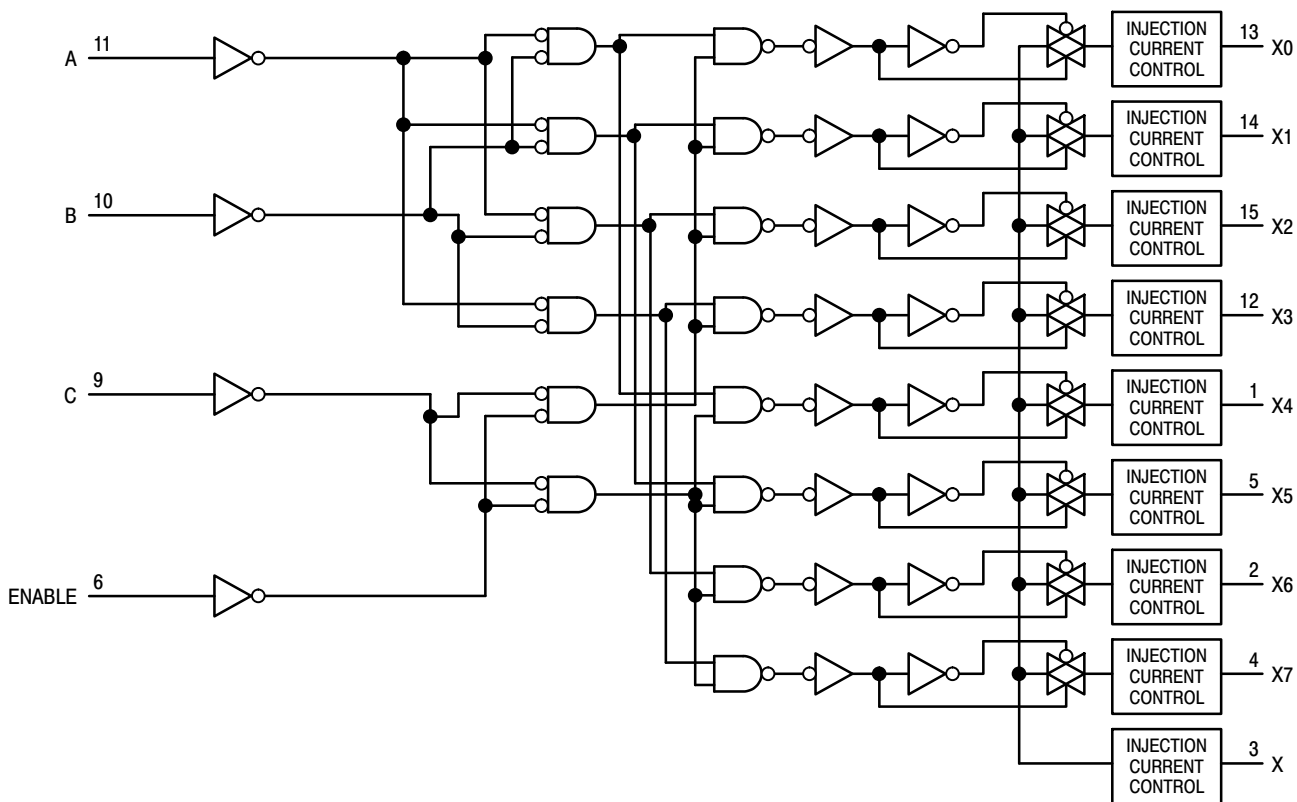 INJECTION
CURRENT
CONTROL
13
X0
11
A
INJECTION
CURRENT
CONTROL
14
X1
10
B
INJECTION
CURRENT
CONTROL
15
X2
INJECTION
CURRENT
CONTROL
12
X3
9
C
INJECTION
CURRENT
CONTROL
1
X4
INJECTION
CURRENT
CONTROL
5
X5
6
ENABLE
INJECTION
CURRENT
CONTROL
2
X6
INJECTION
CURRENT
CONTROL
4
X7
INJECTION
CURRENT
CONTROL
3
X